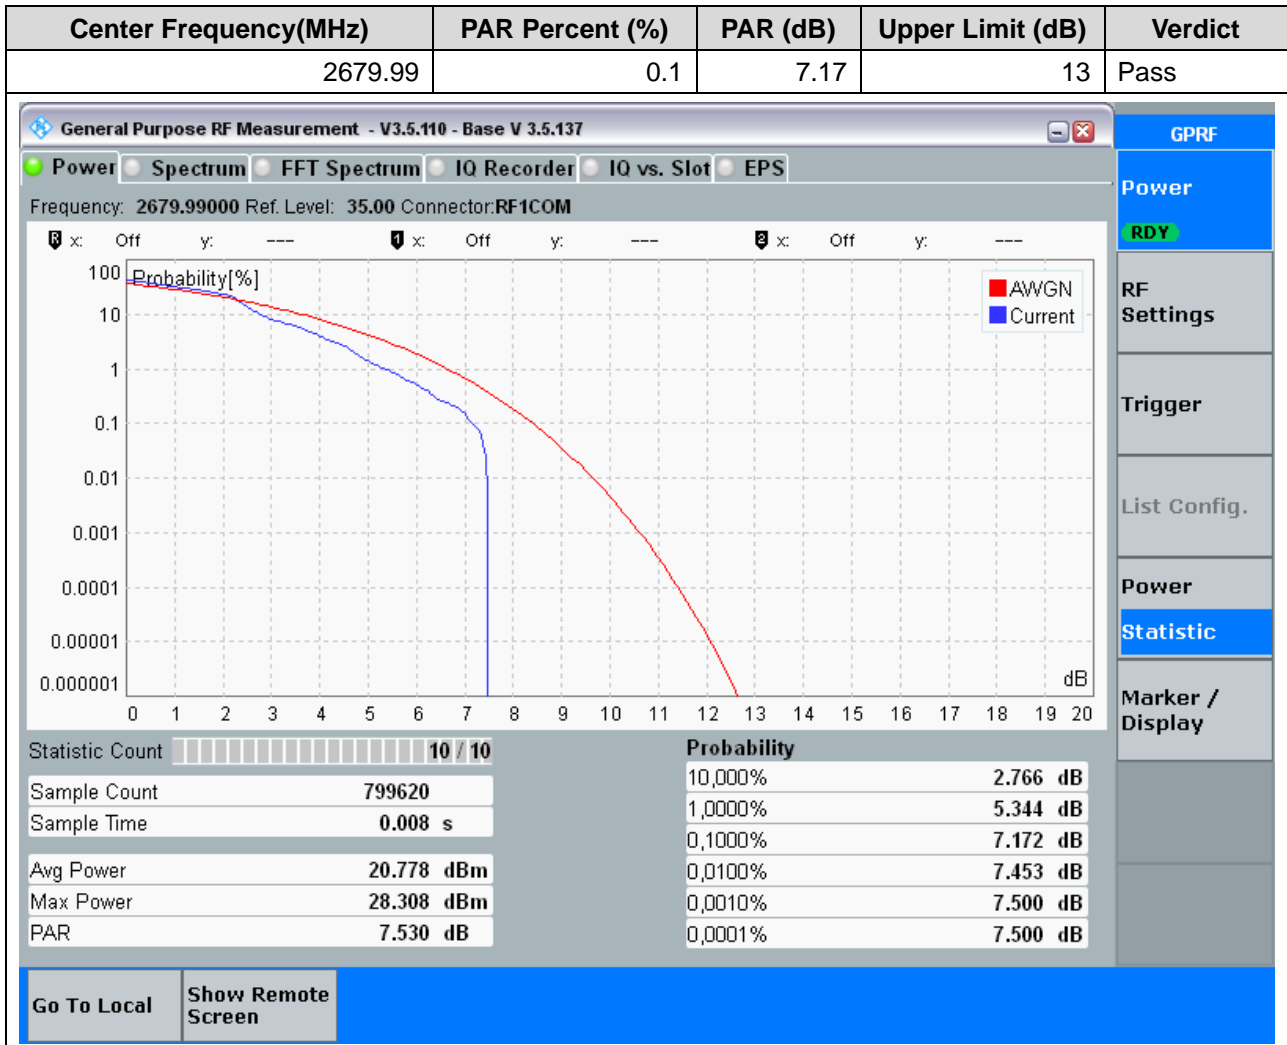 Center Frequency(MHz) PAR Percent (%) PAR (dB) Upper Limit (dB) Verdict
2679.99 0.1 7.17 13 Pass
General Purpose RF Measurement - V3.5.110 - Base V 3.5.137
GPRF
Power Spectrum FFT Spectrum IQ Recorder IQ vs. Slot EPS
Frequency: 2679.99000 Ref. Level: 35.00 Connector:RF1COM
R x: Off y: --- 1 x: Off y: --- 2 x: Off y: ---
Probability[%]
AWGN
Current
100
10
1
0.1
0.01
0.001
0.0001
0.00001
0.000001
dB
0 1 2 3 4 5 6 7 8 9 10 11 12 13 14 15 16 17 18 19 20
Statistic Count 10 / 10
Sample Count 799620
Sample Time 0.008 s
Avg Power 20.778 dBm
Max Power 28.308 dBm
PAR 7.530 dB
Probability
10,000% 2.766 dB
1,0000% 5.344 dB
0,1000% 7.172 dB
0,0100% 7.453 dB
0,0010% 7.500 dB
0,0001% 7.500 dB
Power
RDY
RF
Settings
Trigger
List Config.
Power
Statistic
Marker /
Display
Go To Local
Show Remote
Screen